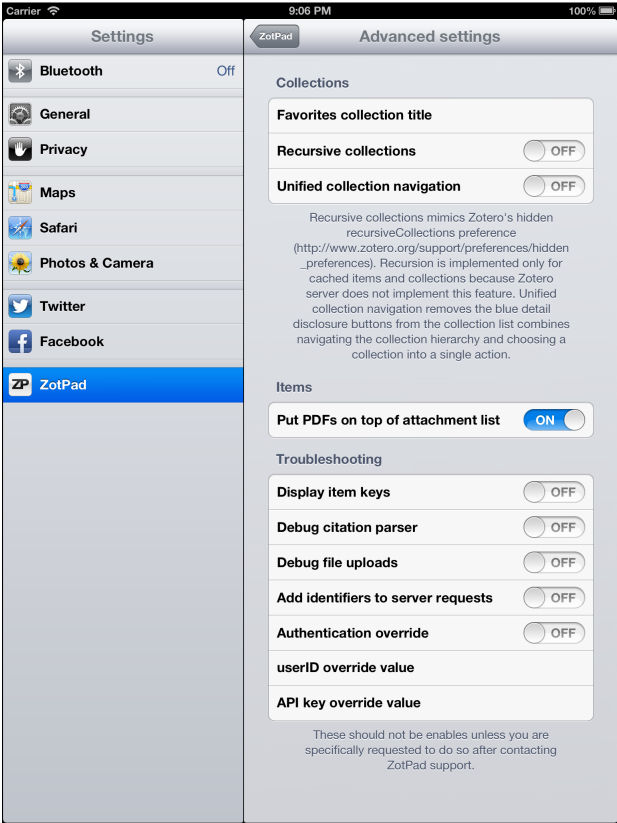 Carrier 9:06 PM 100%
Settings
ZotPad Advanced settings
Bluetooth Off
General
Privacy
Maps
Safari
Photos & Camera
Twitter
Facebook
ZP ZotPad
Collections
Favorites collection title
Recursive collections OFF
Unified collection navigation OFF
Recursive collections mimics Zotero's hidden
recursiveCollections preference
(http://www.zotero.org/support/preferences/hidden
_preferences). Recursion is implemented only for
cached items and collections because Zotero
server does not implement this feature. Unified
collection navigation removes the blue detail
disclosure buttons from the collection list combines
navigating the collection hierarchy and choosing a
collection into a single action.
Items
Put PDFs on top of attachment list ON
Troubleshooting
Display item keys OFF
Debug citation parser OFF
Debug file uploads OFF
Add identifiers to server requests OFF
Authentication override OFF
userID override value
API key override value
These should not be enables unless you are
specifically requested to do so after contacting
ZotPad support.